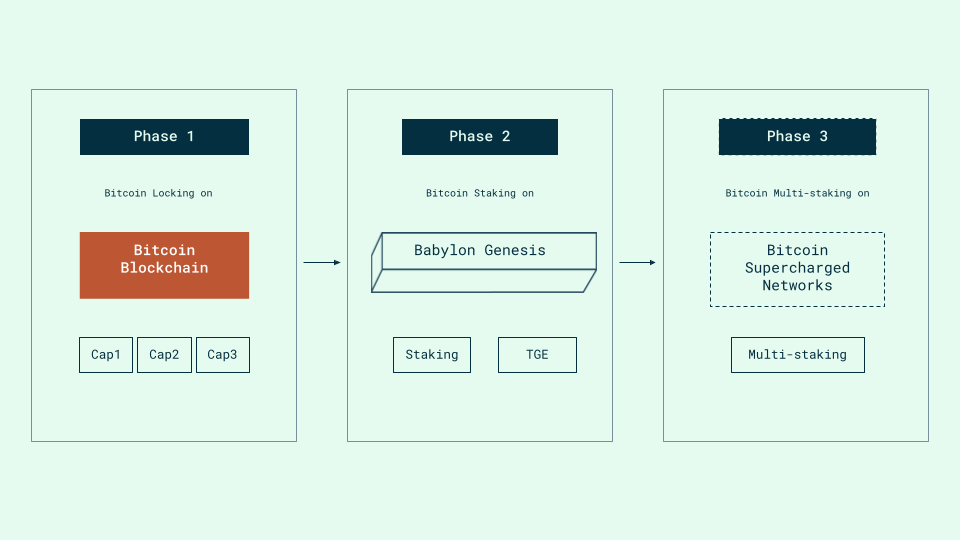 Phase 1
Bitcoin Locking on
Bitcoin
Blockchain
Cap1
Cap2
Cap3
Phase 2
Bitcoin Staking on
Babylon Genesis
Staking
TGE
Phase 3
Bitcoin Multi-staking on
Bitcoin
Supercharged
Networks
Multi-staking